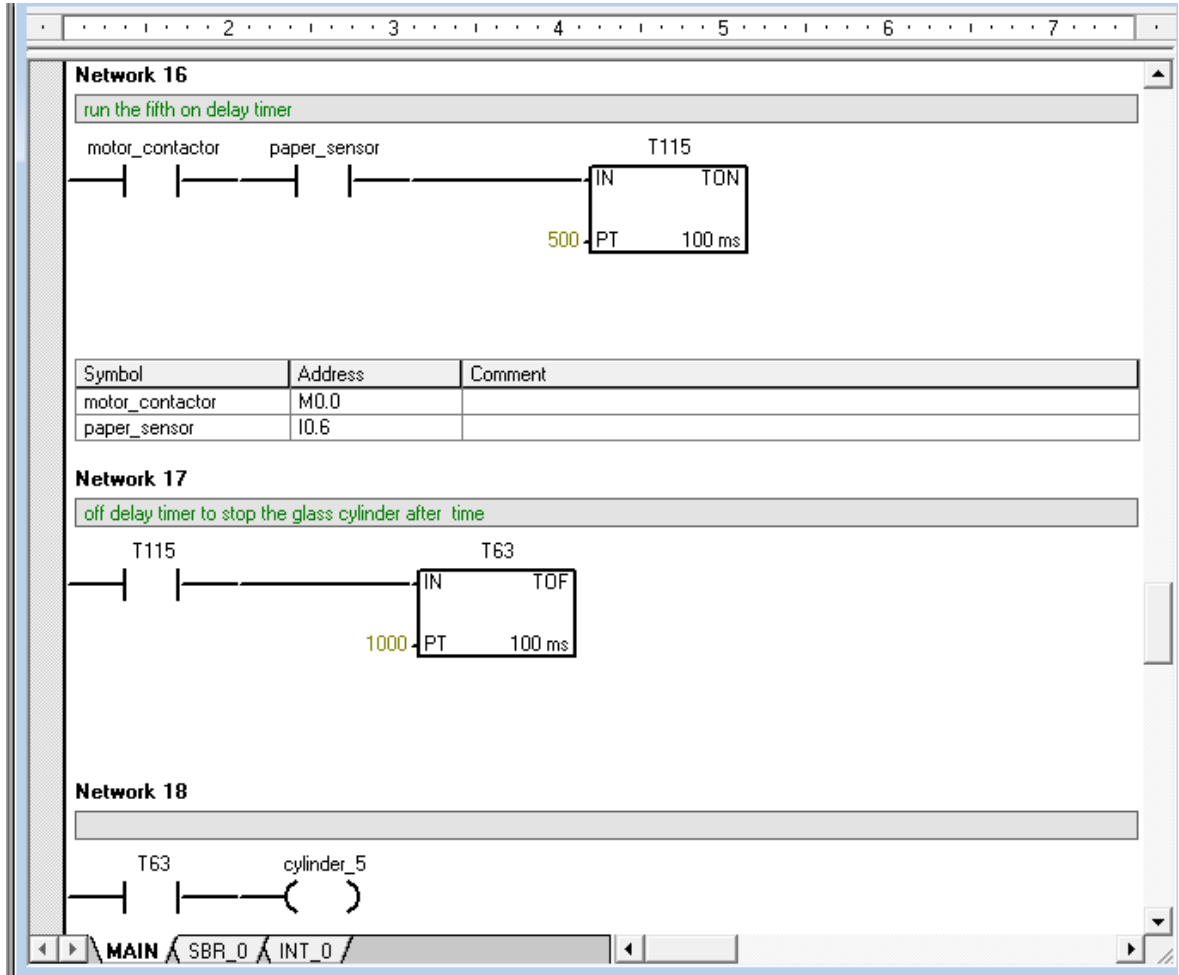 2 3 4 5 6 7
Network 16
run the fifth on delay timer
motor_contactor paper_sensor T115
IN TON
500 PT 100 ms
Symbol Address Comment
motor_contactor M0.0
paper_sensor I0.6
Network 17
off delay timer to stop the glass cylinder after time
T115 T63
IN TOF
1000 PT 100 ms
Network 18
T63 cylinder_5
MAIN SBR_0 INT_0